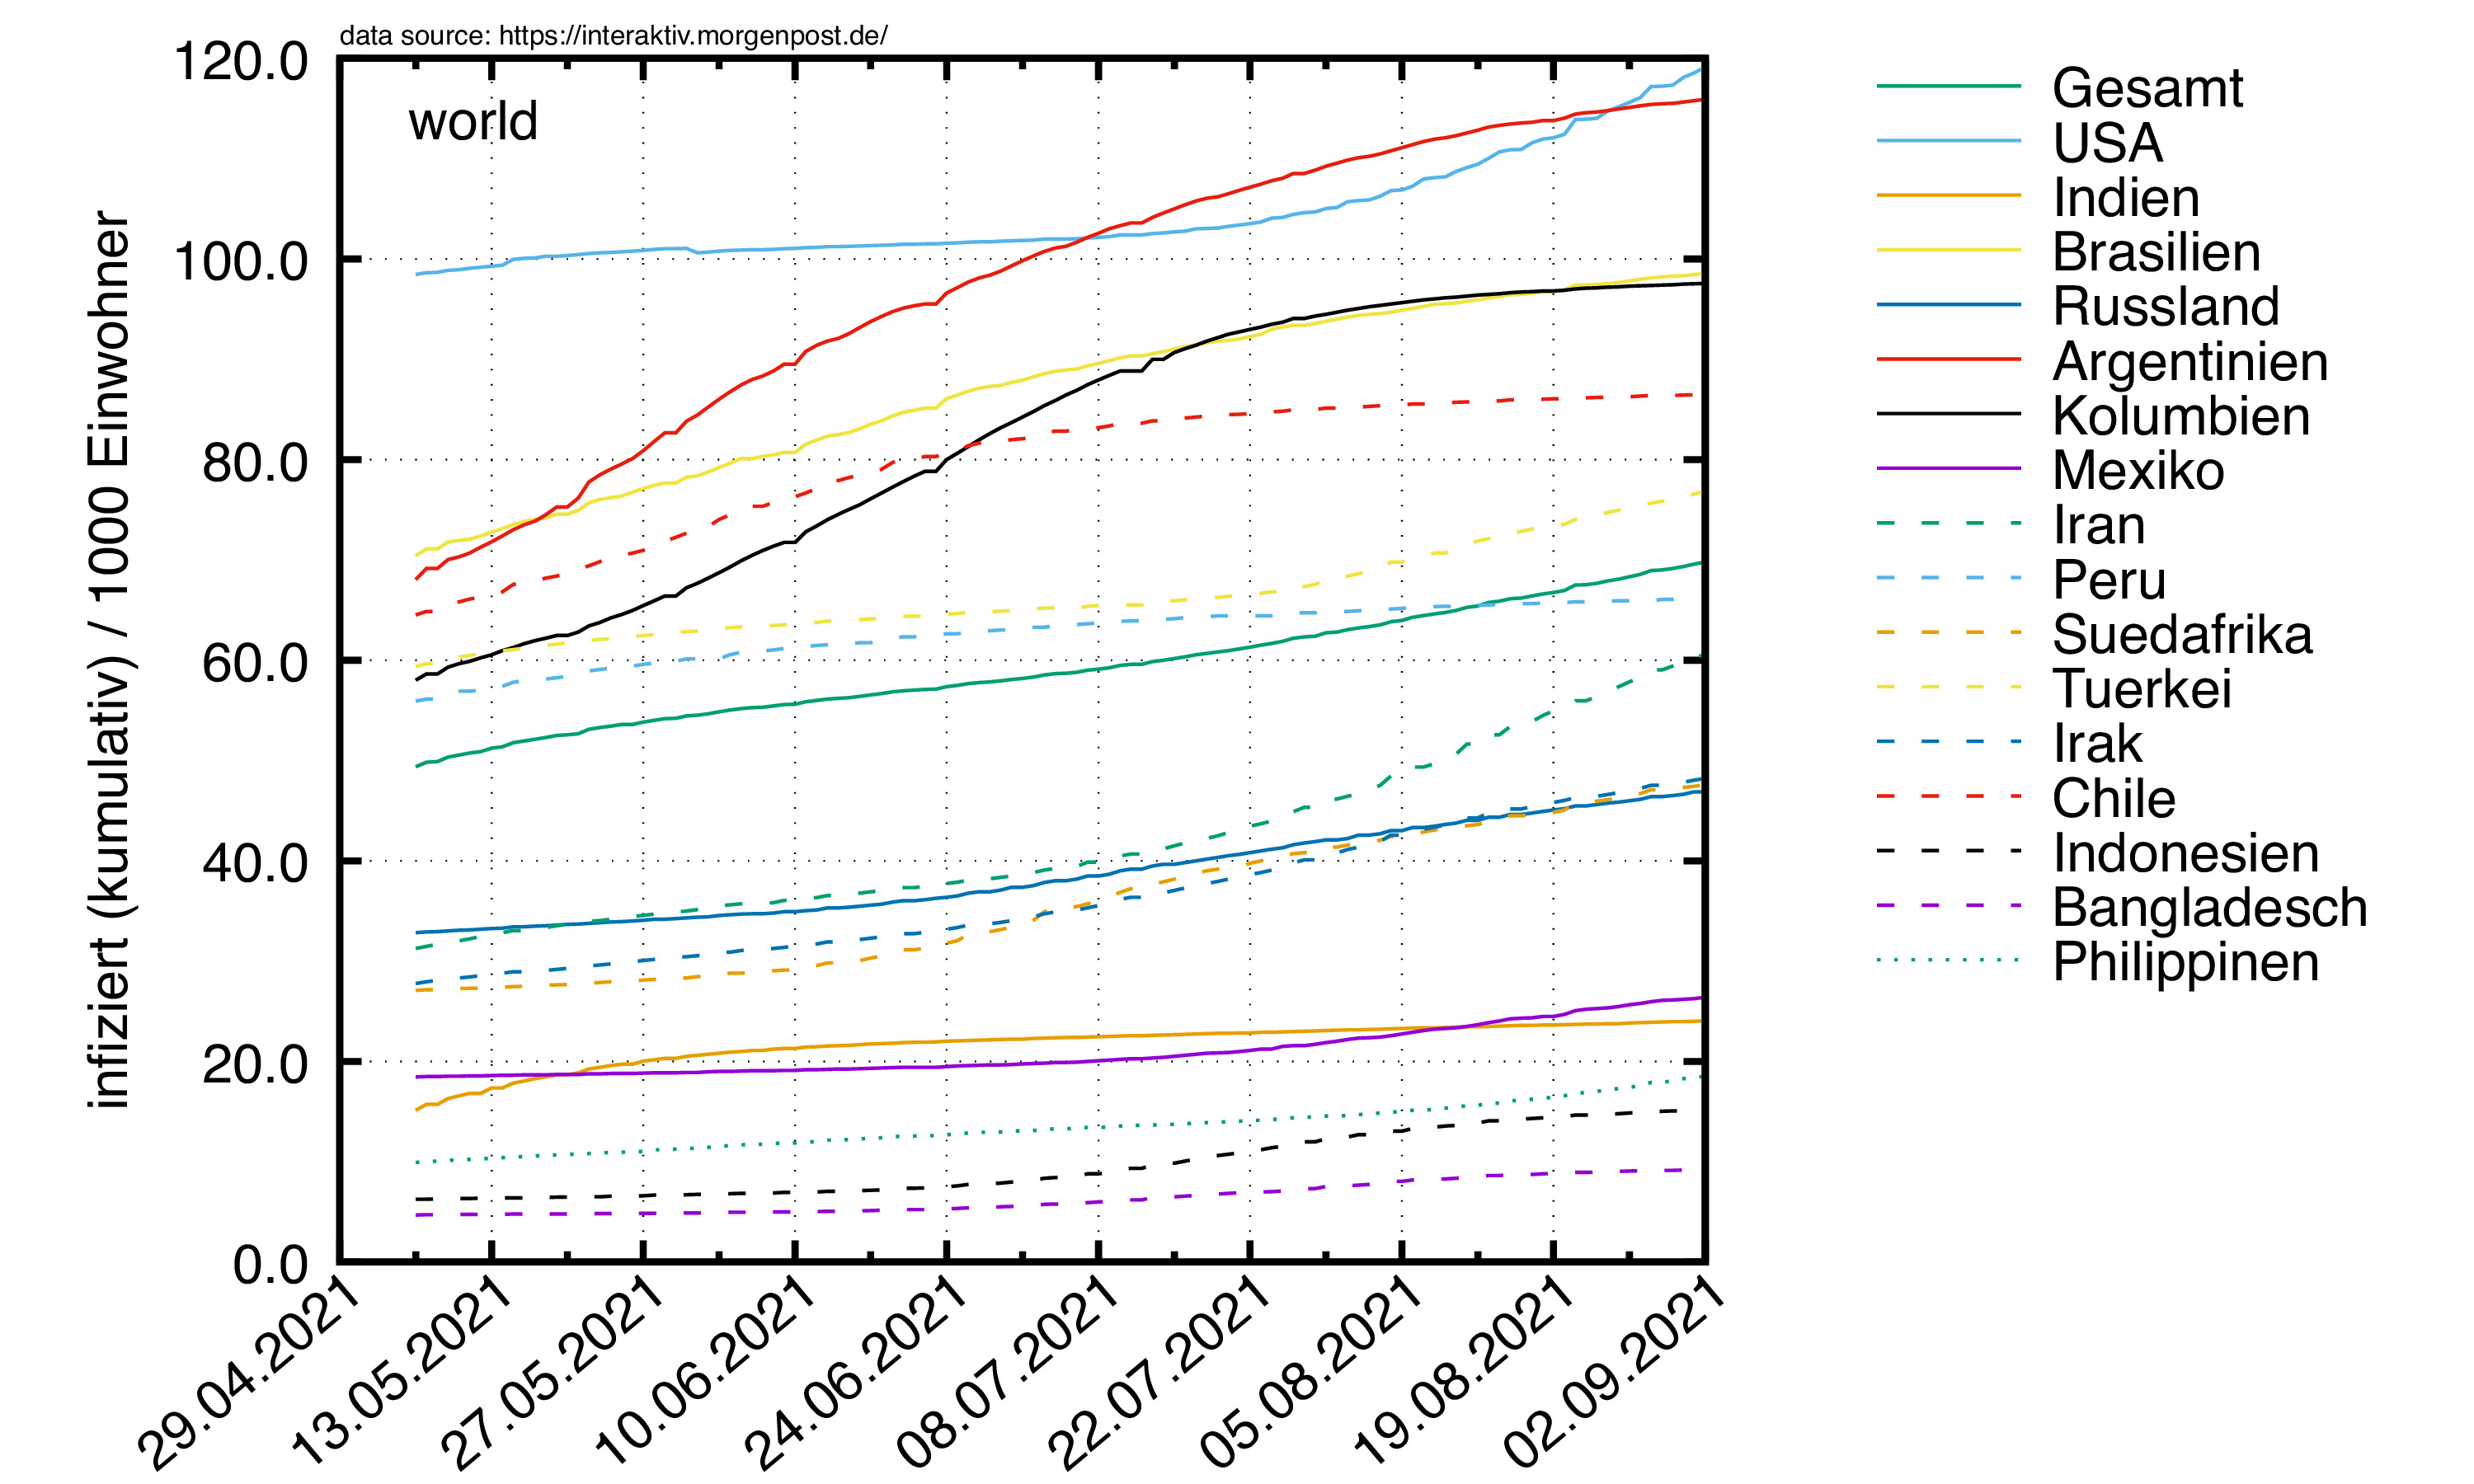 data source: https://interaktiv.morgenpost.de/
world
infiziert (kumulativ) / 1000 Einwohner
120.0
100.0
80.0
60.0
40.0
20.0
0.0
29.04.2021
13.05.2021
27.05.2021
10.06.2021
24.06.2021
08.07.2021
22.07.2021
05.08.2021
19.08.2021
02.09.2021
Gesamt
USA
Indien
Brasilien
Russland
Argentinien
Kolumbien
Mexiko
Iran
Peru
Suedafrika
Tuerkei
Irak
Chile
Indonesien
Bangladesch
Philippinen